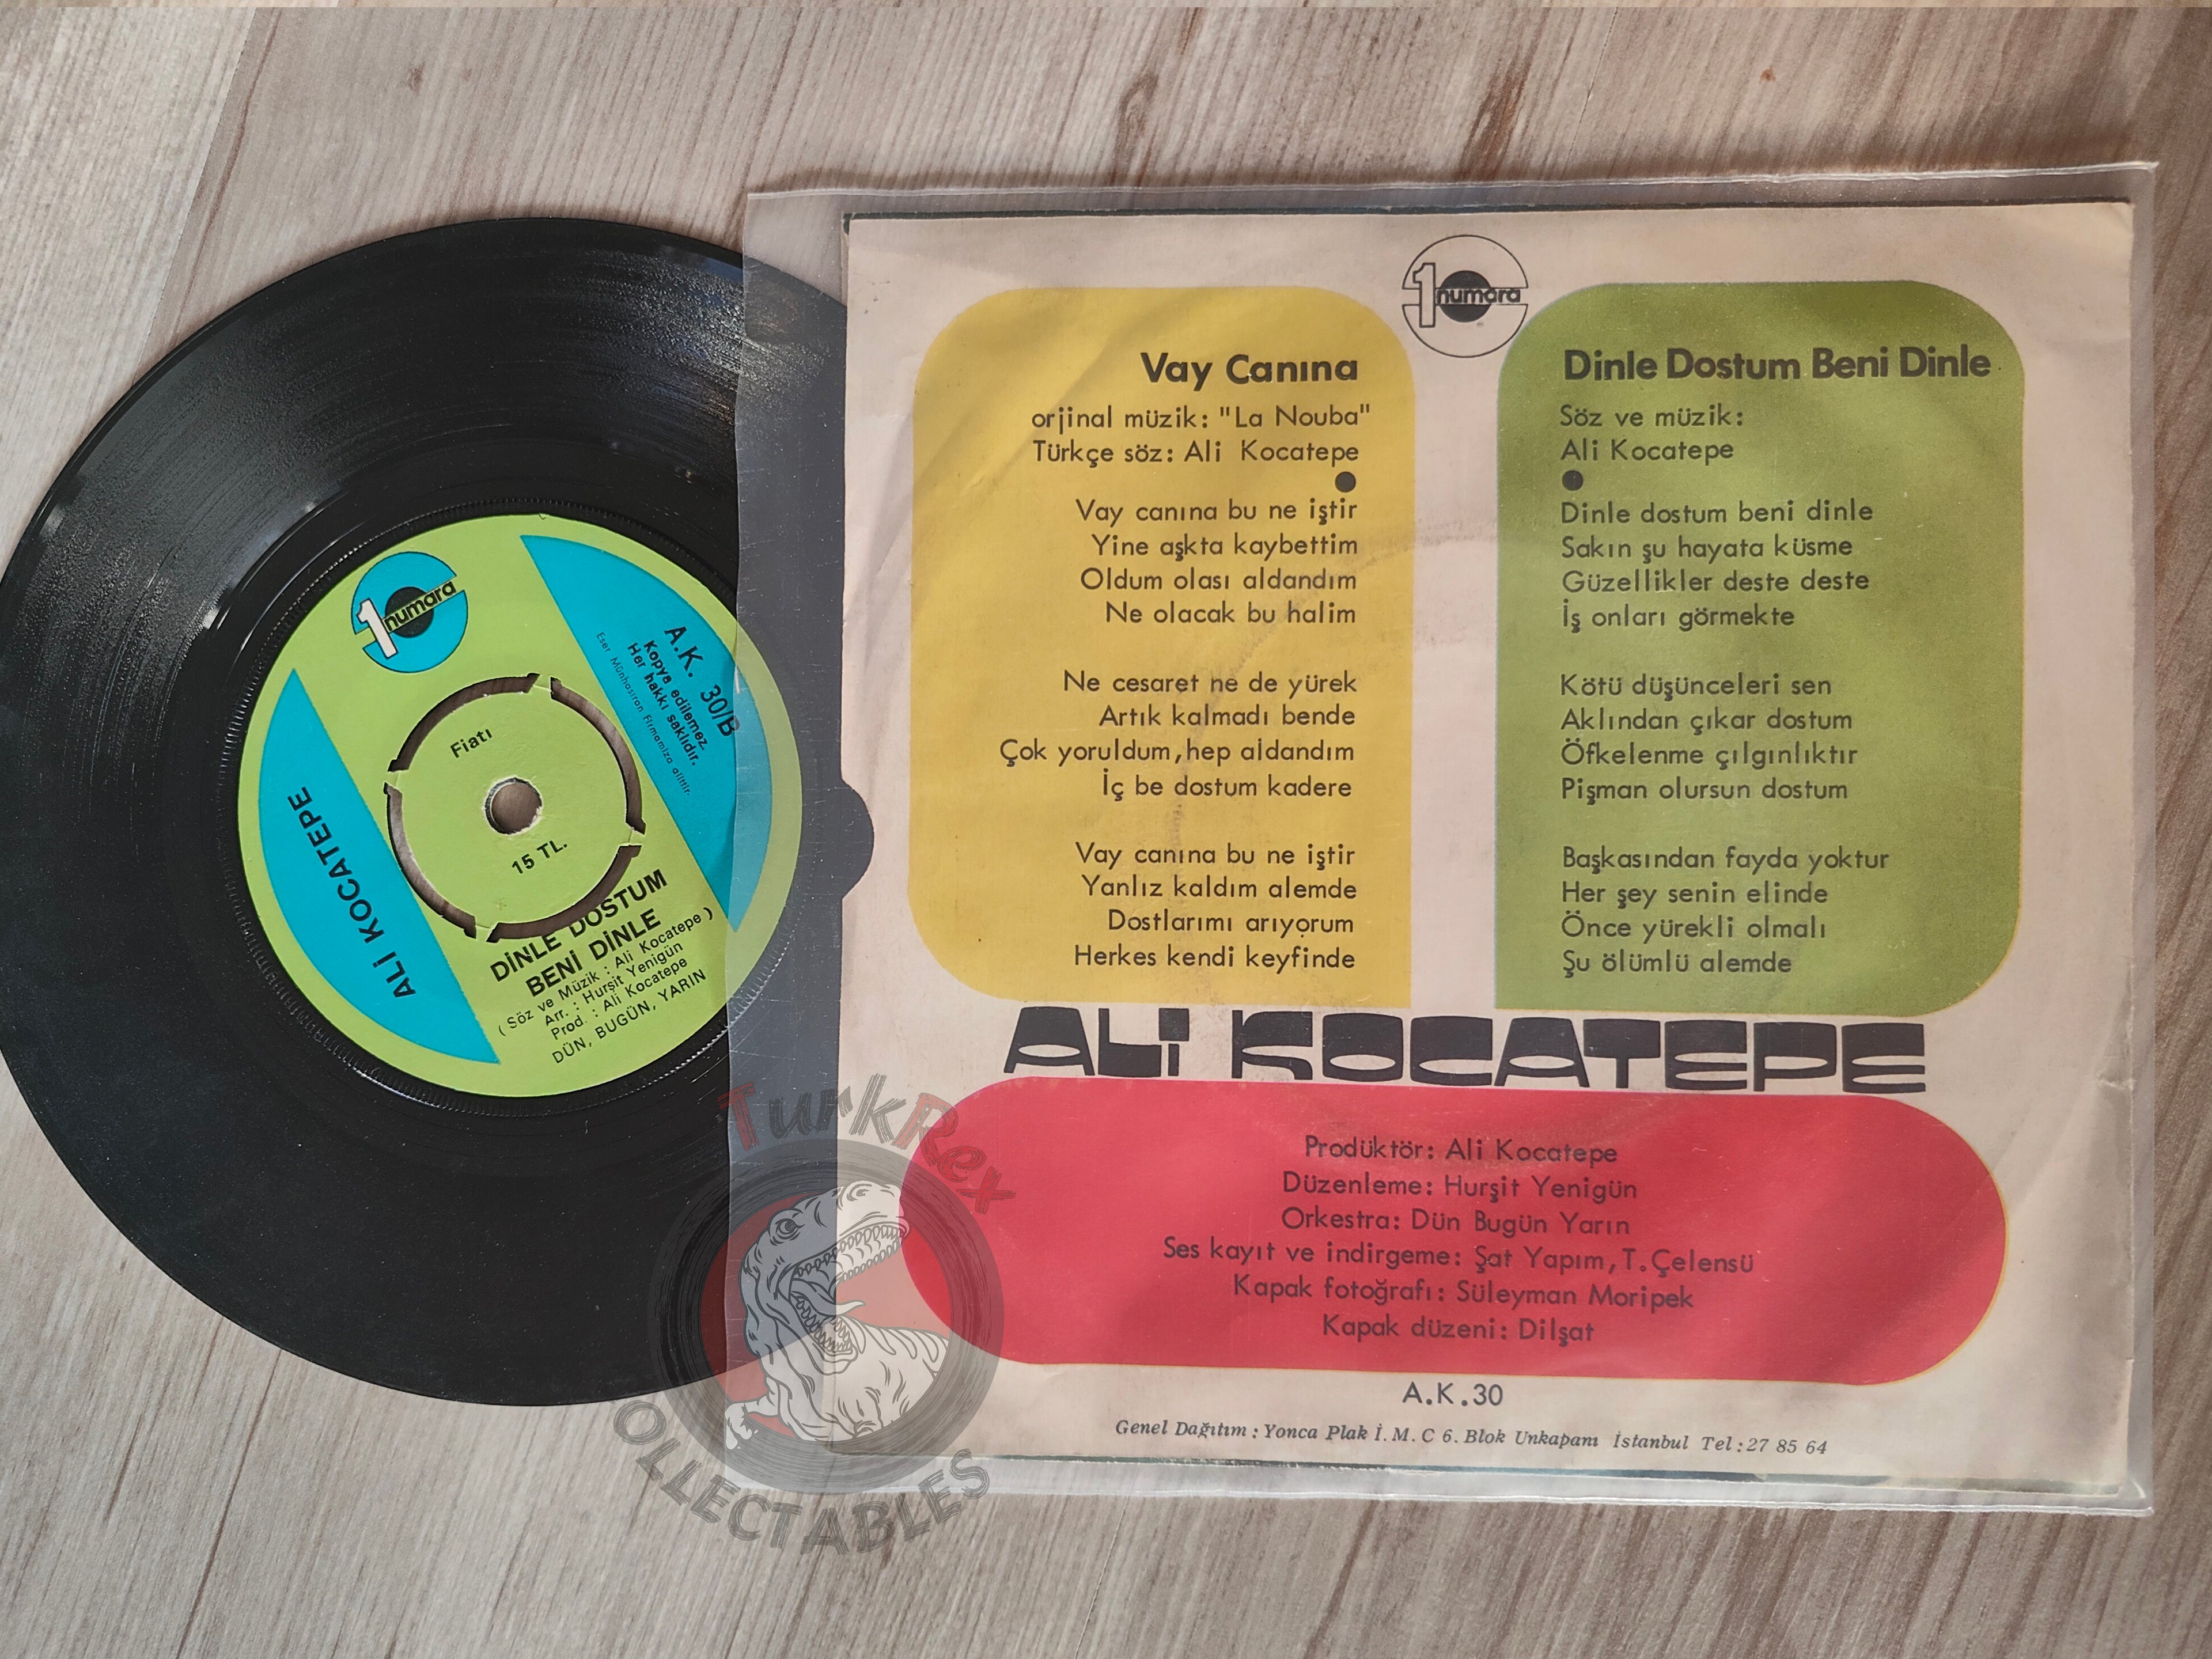 1 numara
A.K. 30/B
Kopya edilemez.
Her hakkı saklıdır.
Eser Münhasıran Firmamıza aittir.
ALİ KOCATEPE
Fiatı
15 TL.
DİNLE DOSTUM
BENİ DİNLE
( Söz ve Müzik : Ali Kocatepe )
Arr. : Hurşit Yenigün
Prod. : Ali Kocatepe
DÜN, BUGÜN, YARIN
1 numara
Vay Canına
orjinal müzik: "La Nouba"
Türkçe söz: Ali Kocatepe
Vay canına bu ne iştir
Yine aşkta kaybettim
Oldum olası aldandım
Ne olacak bu halim
Ne cesaret ne de yürek
Artık kalmadı bende
Çok yoruldum,hep aldandım
İç be dostum kadere
Vay canına bu ne iştir
Yanlız kaldım alemde
Dostlarımı arıyorum
Herkes kendi keyfinde
Dinle Dostum Beni Dinle
Söz ve müzik:
Ali Kocatepe
Dinle dostum beni dinle
Sakın şu hayata küsme
Güzellikler deste deste
İş onları görmekte
Kötü düşünceleri sen
Aklından çıkar dostum
Öfkelenme çılgınlıktır
Pişman olursun dostum
Başkasından fayda yoktur
Her şey senin elinde
Önce yürekli olmalı
Şu ölümlü alemde
ALİ KOCATEPE
Prodüktör: Ali Kocatepe
Düzenleme: Hurşit Yenigün
Orkestra: Dün Bugün Yarın
Ses kayıt ve indirgeme: Şat Yapım,T.Çelensü
Kapak fotoğrafı: Süleyman Moripek
Kapak düzeni: Dilşat
A.K.30
Genel Dağıtım : Yonca Plak İ. M. C 6. Blok Unkapanı İstanbul Tel : 27 85 64
TurkRex
OLLECTABLES